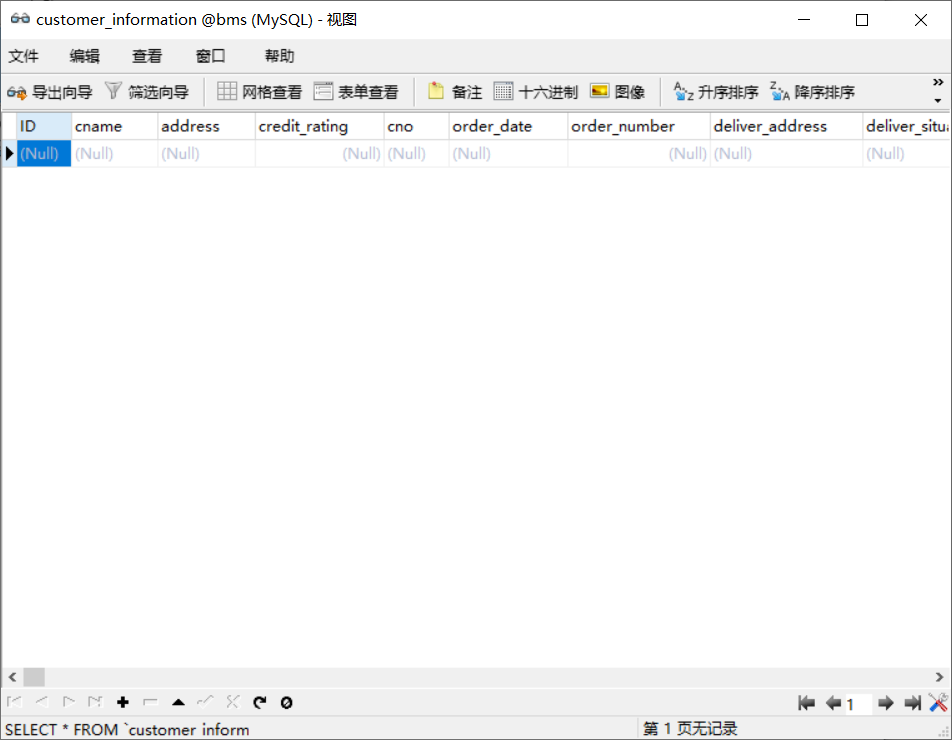 customer_information @bms (MySQL) - 视图
文件 编辑 查看 窗口 帮助
导出向导 筛选向导 网格查看 表单查看 备注 十六进制 图像 升序排序 降序排序
ID cname address credit_rating cno order_date order_number deliver_address deliver_situ
(Null) (Null) (Null) (Null) (Null) (Null) (Null) (Null) (Null)
1
SELECT * FROM `customer inform 第 1 页无记录